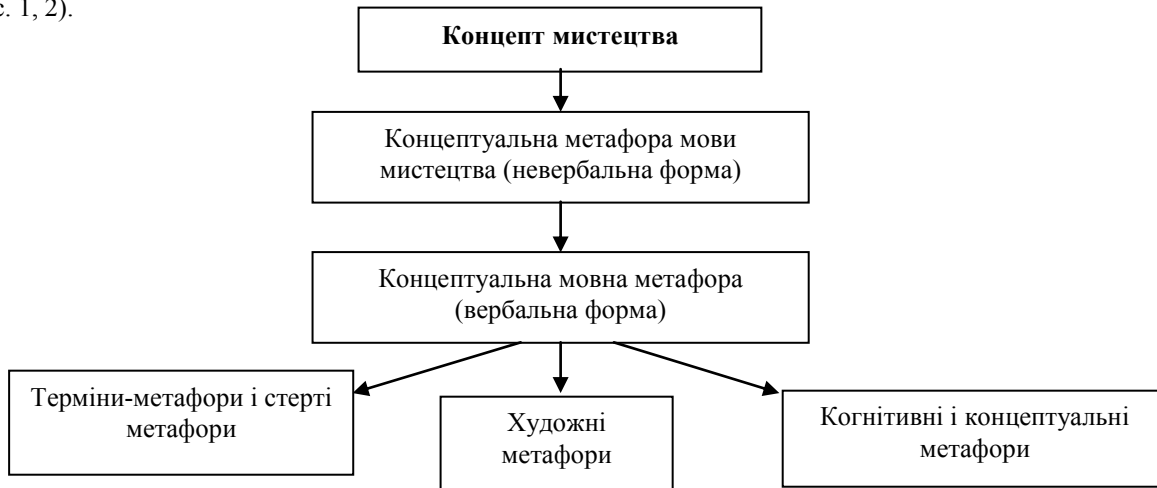 с. 1, 2).
Концепт мистецтва
Концептуальна метафора мови
мистецтва (невербальна форма)
Концептуальна мовна метафора
(вербальна форма)
Терміни-метафори і стерті
метафори
Художні
метафори
Когнітивні і концептуальні
метафори